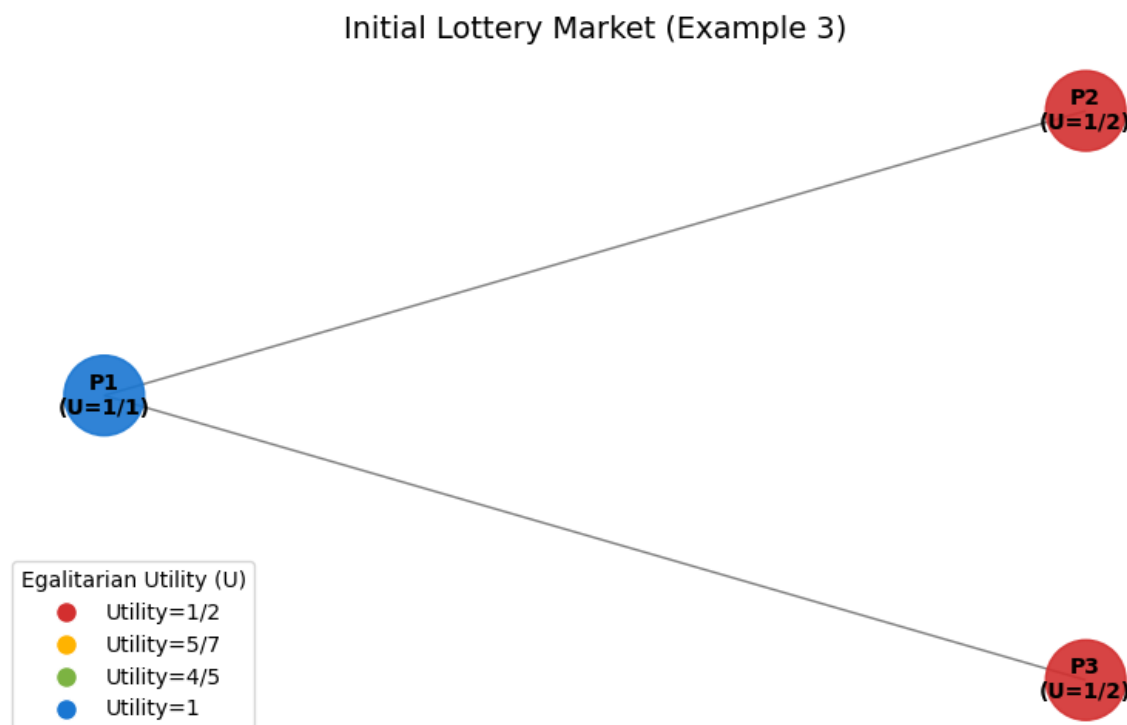 Initial Lottery Market (Example 3)
P2
(U=1/2)
P1
(U=1/1)
P3
(U=1/2)
Egalitarian Utility (U)
Utility=1/2
Utility=5/7
Utility=4/5
Utility=1